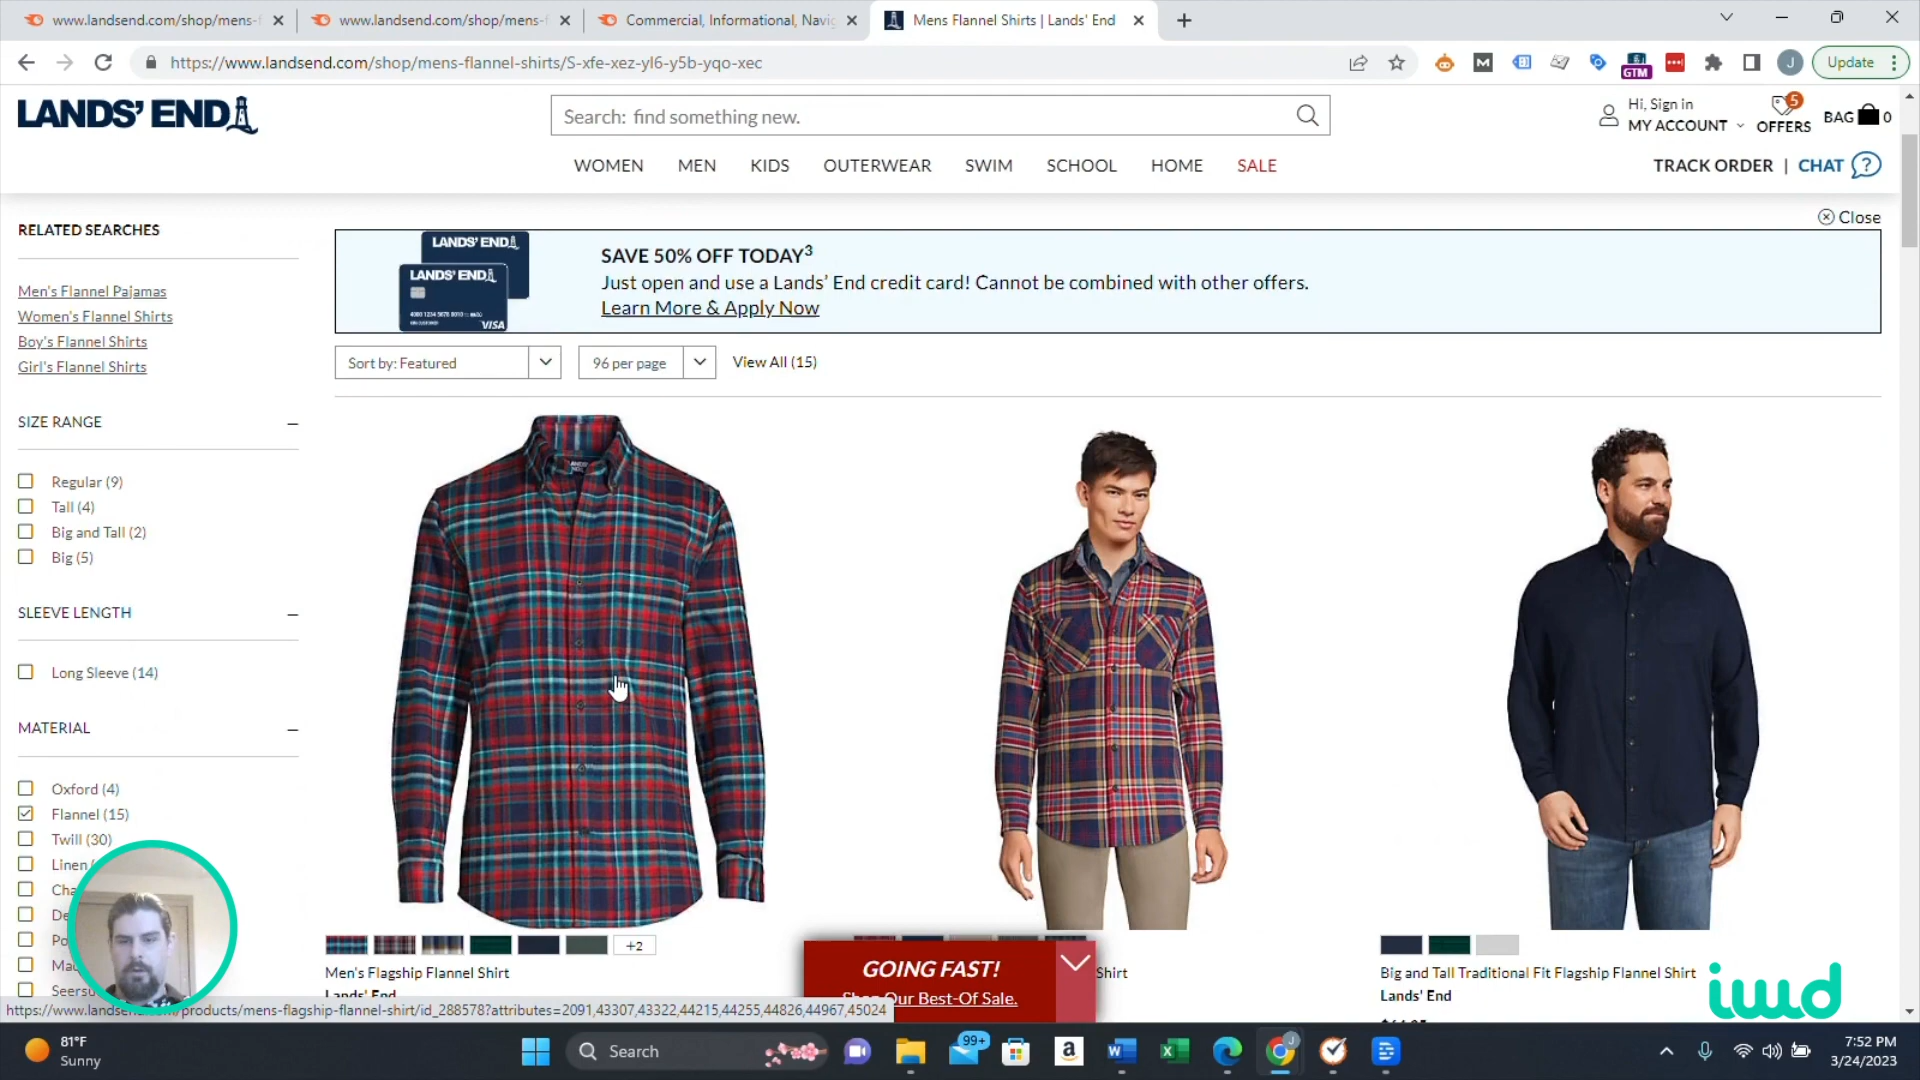 www.landsend.com/shop/mens-f
www.landsend.com/shop/mens-f
Commercial, Informational, Navig
Mens Flannel Shirts | Lands' End
https://www.landsend.com/shop/mens-flannel-shirts/S-xfe-xez-yl6-y5b-yqo-xec
M
GTM
J
Update
LANDS' END
Search: find something new.
Hi, Sign in
MY ACCOUNT
5
OFFERS
BAG 0
WOMEN MEN KIDS OUTERWEAR SWIM SCHOOL HOME SALE
TRACK ORDER | CHAT ?
Close
RELATED SEARCHES
Men's Flannel Pajamas
Women's Flannel Shirts
Boy's Flannel Shirts
Girl's Flannel Shirts
LANDS' END
LANDS' END
VISA
SAVE 50% OFF TODAY3
Just open and use a Lands' End credit card! Cannot be combined with other offers.
Learn More & Apply Now
Sort by: Featured
96 per page
View All (15)
SIZE RANGE
Regular (9)
Tall (4)
Big and Tall (2)
Big (5)
SLEEVE LENGTH
Long Sleeve (14)
MATERIAL
Oxford (4)
Flannel (15)
Twill (30)
Linen
Cha
De
Po
Ma
Seers
+2
Men's Flagship Flannel Shirt
Lands' End
GOING FAST!
Shop Our Best-Of Sale.
Shirt
Big and Tall Traditional Fit Flagship Flannel Shirt
Lands' End
iwd
https://www.landsend.com/products/mens-flagship-flannel-shirt/id_288578?attributes=2091,43307,43322,44215,44255,44826,44967,45024
81°F
Sunny
Search
99+
a
J
7:52 PM
3/24/2023